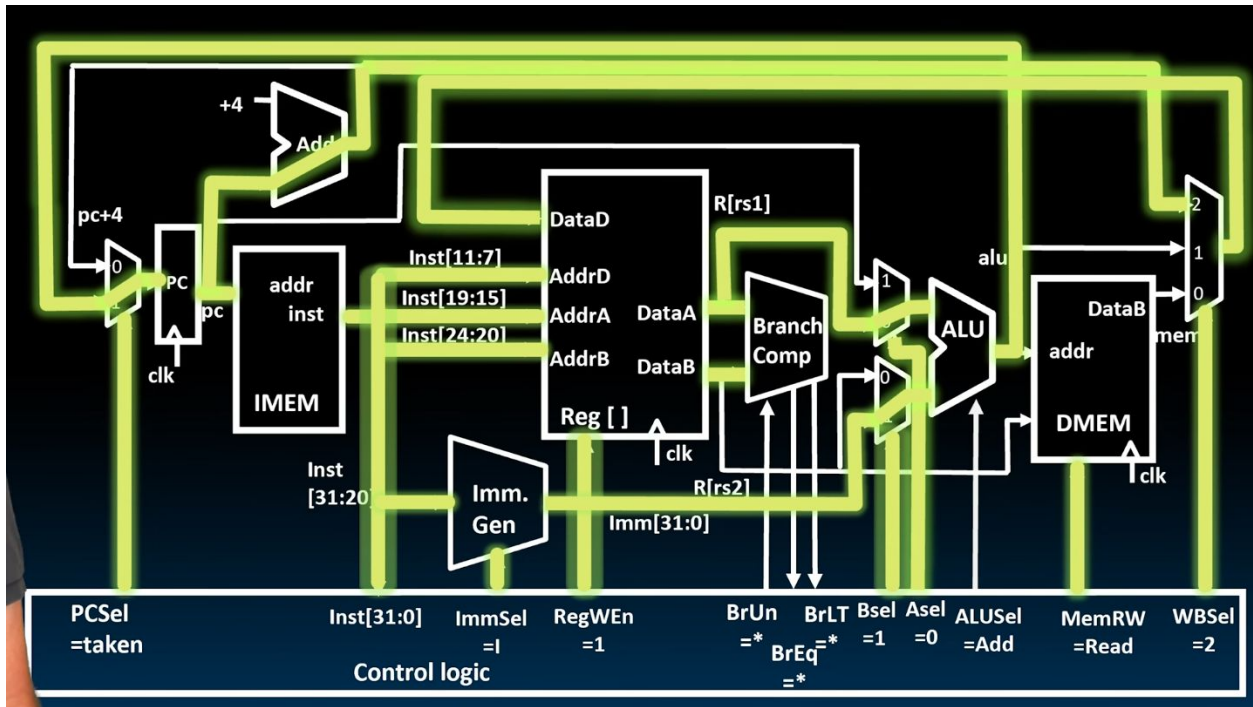 +4
Add
pc+4
0
1
PC
pc
clk
addr
inst
IMEM
Inst[11:7]
Inst[19:15]
Inst[24:20]
DataD
AddrD
AddrA
AddrB
DataA
DataB
Reg [ ]
clk
Inst
[31:20]
Imm.
Gen
Imm[31:0]
R[rs1]
R[rs2]
Branch
Comp
1
0
0
1
ALU
alu
addr
DataB
DMEM
clk
mem
2
1
0
PCSel
=taken
Inst[31:0]
ImmSel
=I
RegWEn
=1
BrUn
=*
BrEq
=*
BrLT
=*
Bsel
=1
Asel
=0
ALUSel
=Add
MemRW
=Read
WBSel
=2
Control logic